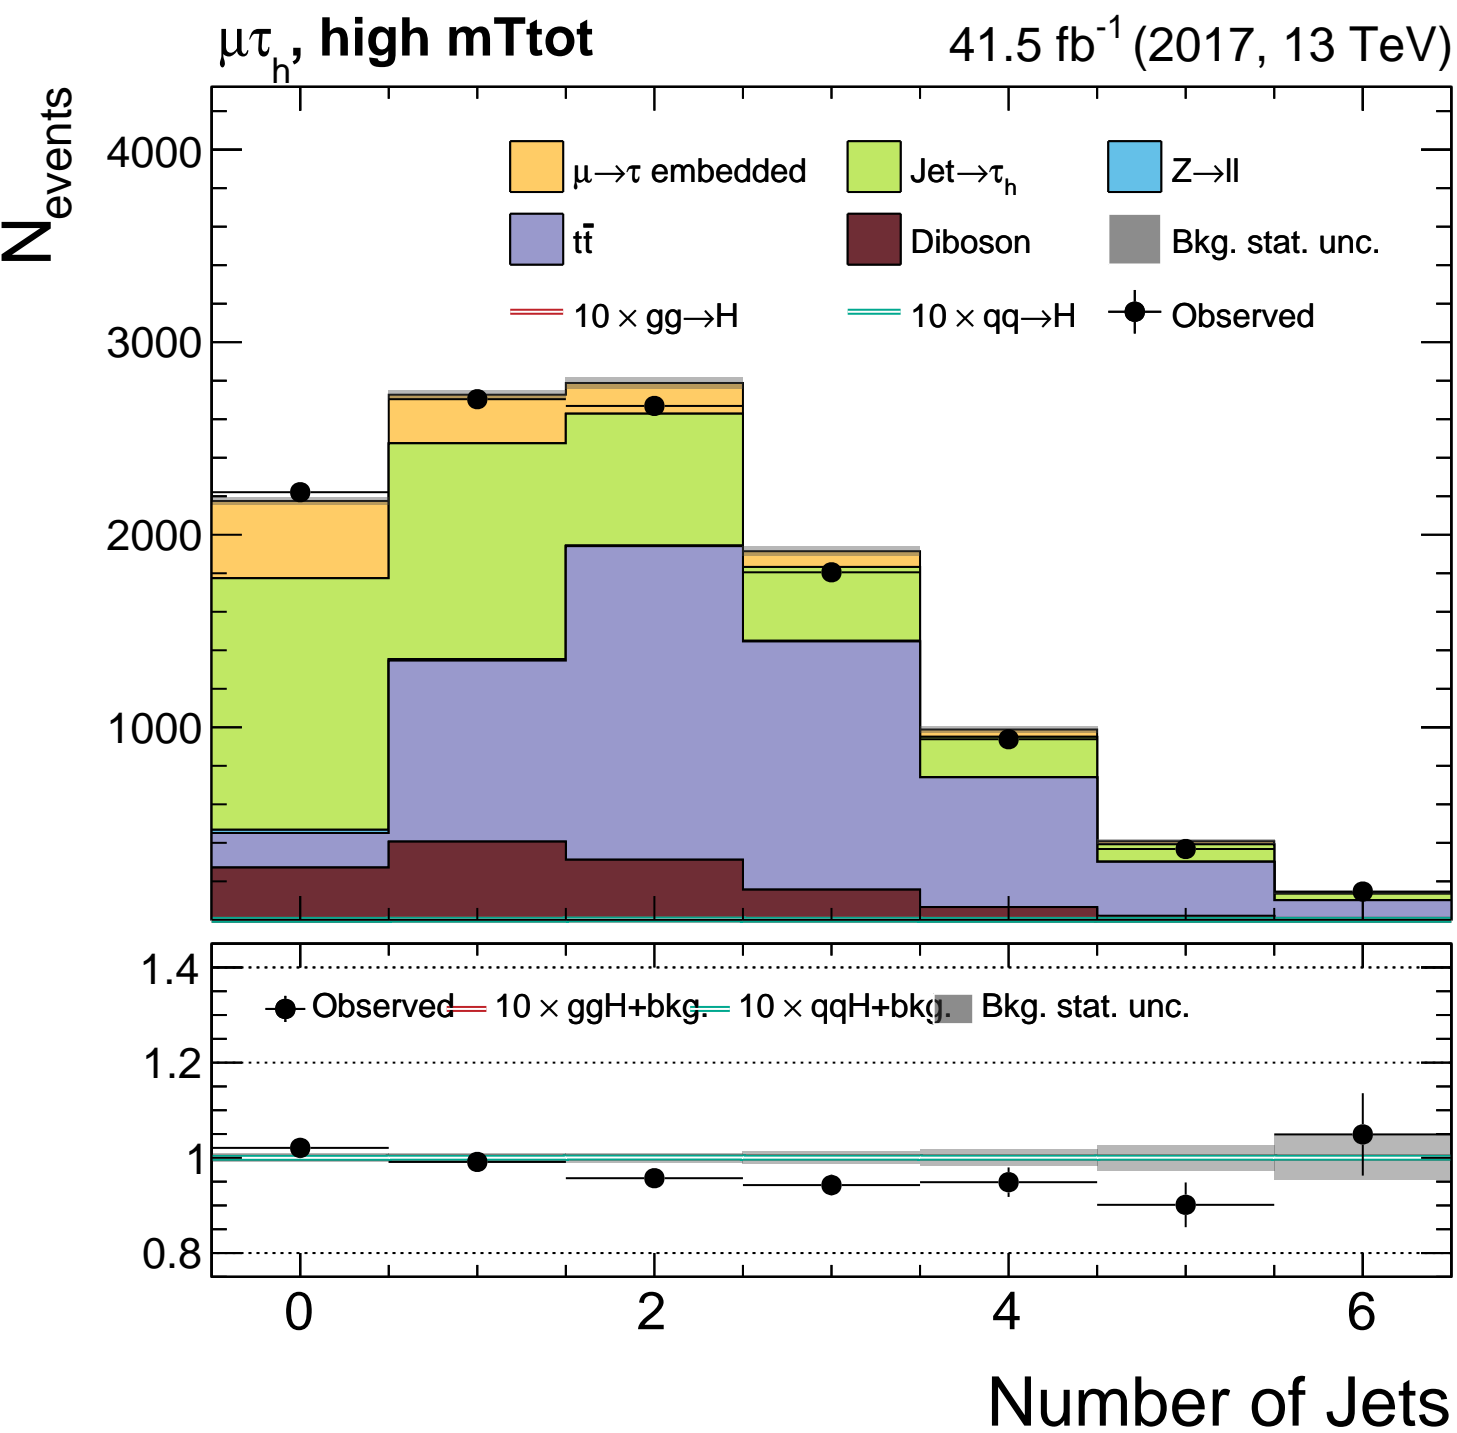 μτh, high mTtot 41.5 fb-1 (2017, 13 TeV)
Nevents
4000
3000
2000
1000
μ→τ embedded Jet→τh Z→ll
tt̄ Diboson Bkg. stat. unc.
10 × gg→H 10 × qq→H Observed
1.4
1.2
1
0.8
Observed 10 × ggH+bkg. 10 × qqH+bkg. Bkg. stat. unc.
0 2 4 6
Number of Jets